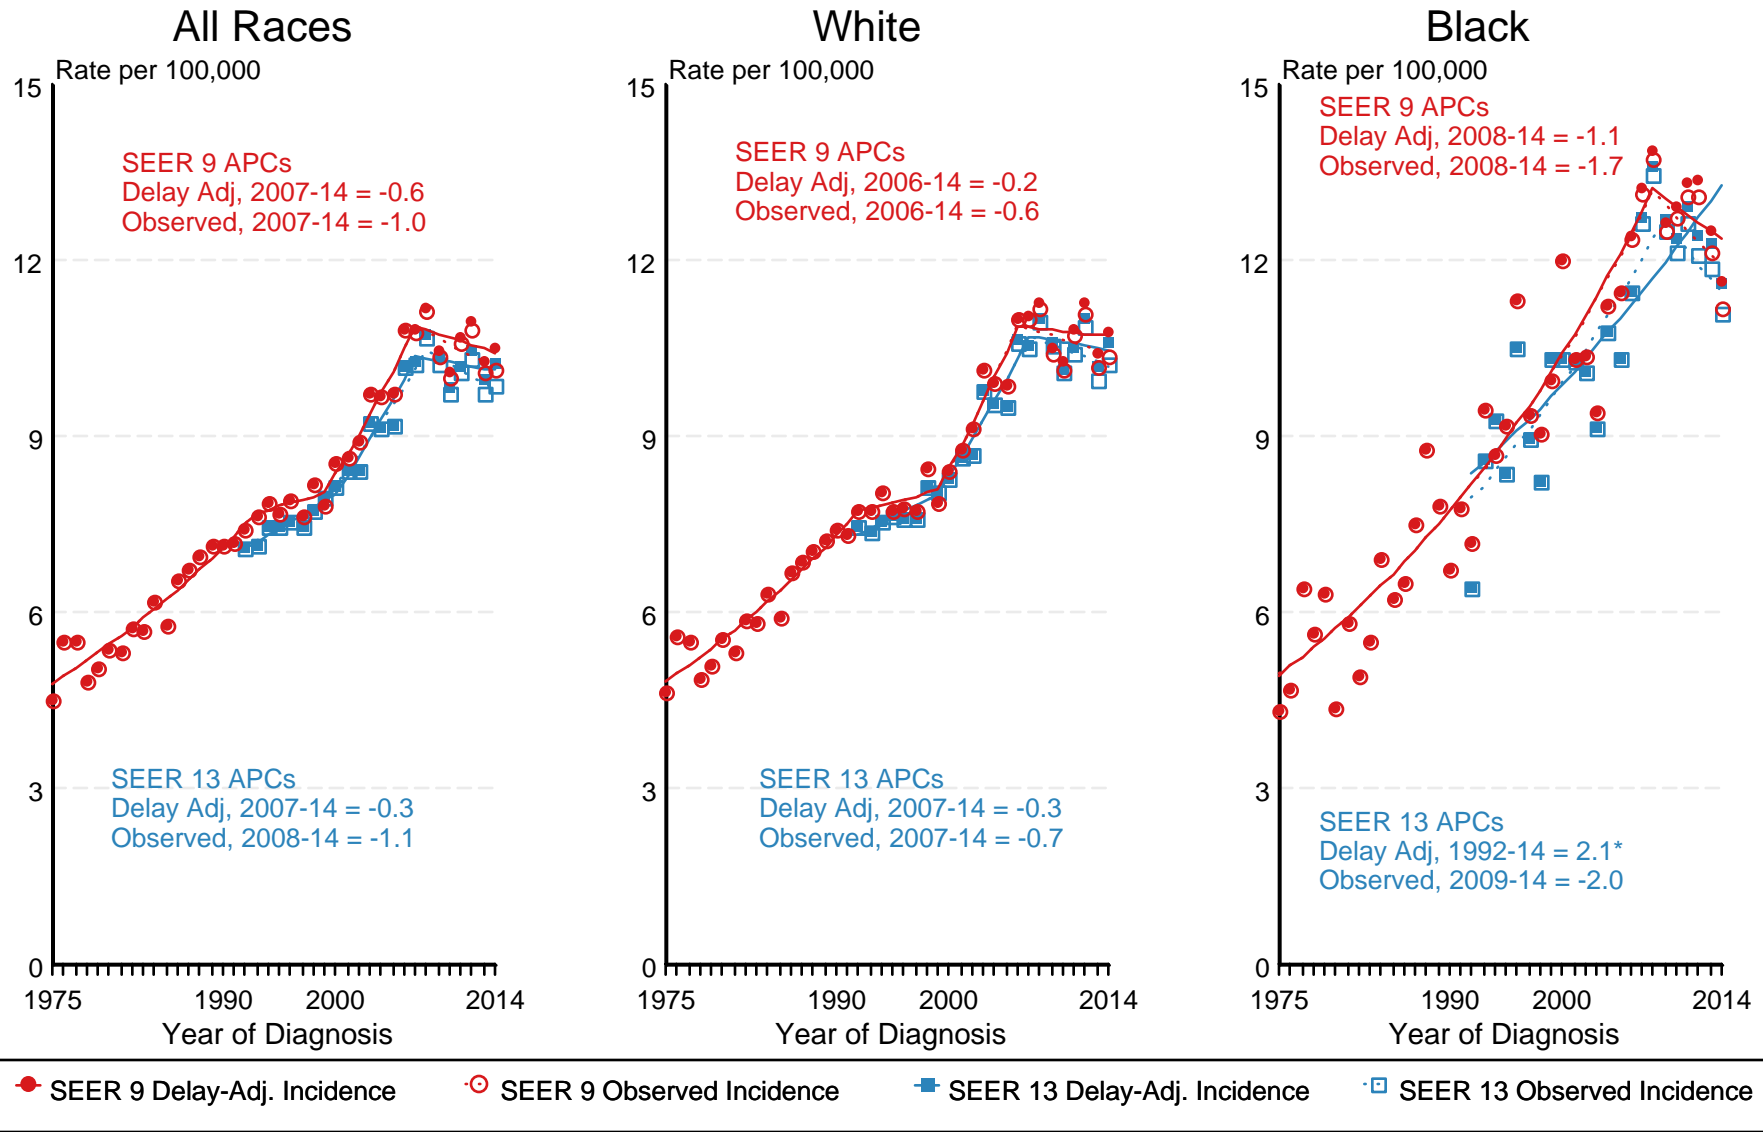 All Races
Rate per 100,000
15
12
9
6
3
0
SEER 9 APCs
Delay Adj, 2007-14 = -0.6
Observed, 2007-14 = -1.0
SEER 13 APCs
Delay Adj, 2007-14 = -0.3
Observed, 2008-14 = -1.1
1975 1990 2000 2014
Year of Diagnosis
White
Rate per 100,000
15
12
9
6
3
0
SEER 9 APCs
Delay Adj, 2006-14 = -0.2
Observed, 2006-14 = -0.6
SEER 13 APCs
Delay Adj, 2007-14 = -0.3
Observed, 2007-14 = -0.7
1975 1990 2000 2014
Year of Diagnosis
Black
Rate per 100,000
15
12
9
6
3
0
SEER 9 APCs
Delay Adj, 2008-14 = -1.1
Observed, 2008-14 = -1.7
SEER 13 APCs
Delay Adj, 1992-14 = 2.1*
Observed, 2009-14 = -2.0
1975 1990 2000 2014
Year of Diagnosis
SEER 9 Delay-Adj. Incidence SEER 9 Observed Incidence SEER 13 Delay-Adj. Incidence SEER 13 Observed Incidence